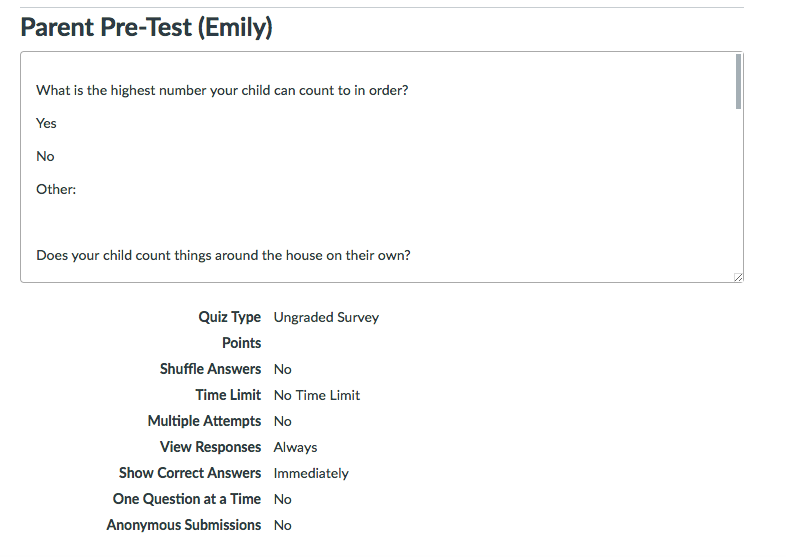 Parent Pre-Test (Emily)
What is the highest number your child can count to in order?
Yes
No
Other:
Does your child count things around the house on their own?
Quiz Type Ungraded Survey
Points
Shuffle Answers No
Time Limit No Time Limit
Multiple Attempts No
View Responses Always
Show Correct Answers Immediately
One Question at a Time No
Anonymous Submissions No